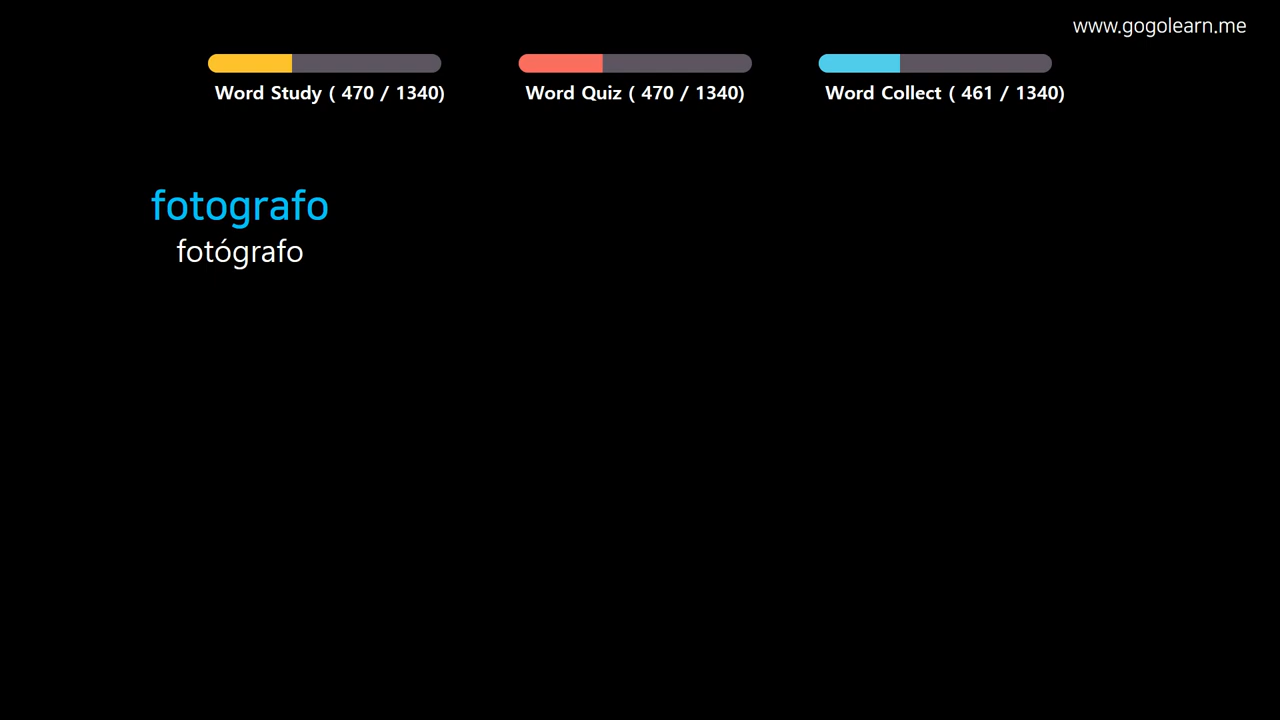 www.gogolearn.me
Word Study ( 470 / 1340)
Word Quiz ( 470 / 1340)
Word Collect ( 461 / 1340)
fotografo
fotógrafo